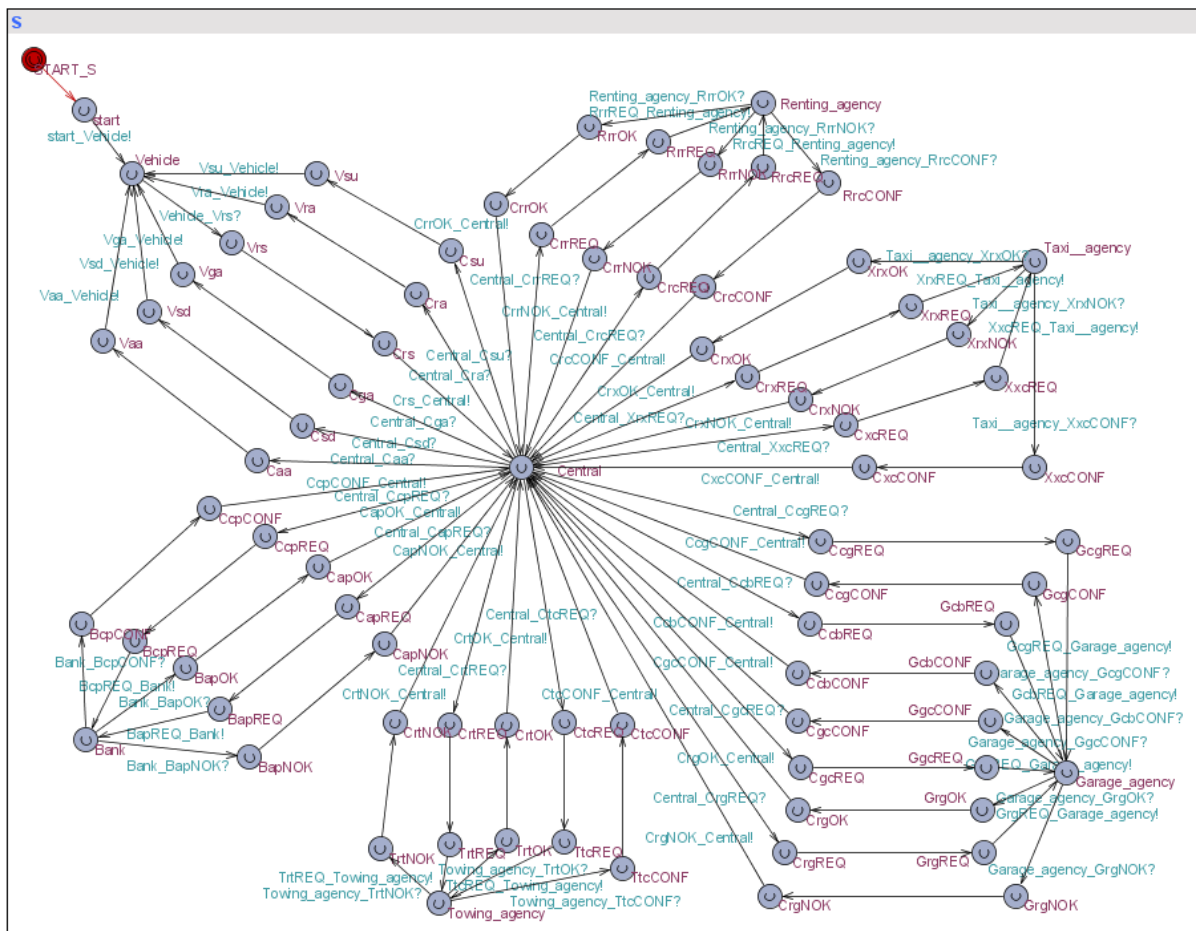 S
START_S
start
start_Vehicle!
Vehicle
Vsu_Vehicle!
Vsu
Vra_Vehicle!
Vra
Vehicle_Vrs?
Vrs
Vga_Vehicle!
Vga
Vsd_Vehicle!
Vsd
Vaa_Vehicle!
Vaa
Csu
Cra
Crs
Cga
Csd
Caa
Central_Csu?
Central_Cra?
Crs_Central!
Central_Cga?
Central_Csd?
Central_Caa?
Renting_agency_RrrOK?
Renting_agency
RrrREQ_Renting_agency!
RrrOK
Renting_agency_RrrNOK?
RrrREQ
RrcREQ_Renting_agency!
Renting_agency_RrcCONF?
RrrNOK
RrcREQ
RrcCONF
CrrOK
CrrOK_Central!
CrrREQ
CrrNOK
Central_CrrREQ?
CrcREQ
CrcCONF
CrrNOK_Central!
Central_CrcREQ?
CrcCONF_Central!
Taxi__agency
Taxi__agency_XrxOK?
XrxOK
XrxREQ_Taxi__agency!
Taxi__agency_XrxNOK?
XrxREQ
XxcREQ_Taxi__agency!
XrxNOK
CrxOK
CrxREQ
XxcREQ
CrxOK_Central!
CrxNOK
Central_XrxREQ?
CrxNOK_Central!
CxcREQ
Taxi__agency_XxcCONF?
Central_XxcREQ?
Central
CxcCONF
XxcCONF
CxcCONF_Central!
CcpCONF_Central!
Central_CcpREQ?
CapOK_Central!
CcpCONF
Central_CapREQ?
CcpREQ
CapNOK_Central!
CapOK
CapREQ
BcpCONF
BcpREQ
CapNOK
Bank_BcpCONF?
BapOK
BcpREQ_Bank!
Bank_BapOK?
BapREQ
BapREQ_Bank!
Bank
Bank_BapNOK?
BapNOK
Central_CtcREQ?
CrtOK_Central!
Central_CrtREQ?
CrtNOK_Central!
CtcCONF_Central
CrtNOK
CrtREQ
CrtOK
CtcREQ
CtcCONF
TrtNOK
TrtREQ
TrtOK
TtcREQ
TtcCONF
TrtREQ_Towing_agency!
Towing_agency_TrtOK?
TtcREQ_Towing_agency!
Towing_agency_TrtNOK?
Towing_agency_TtcCONF?
Towing_agency
Central_CcgREQ?
CcgREQ
GcgREQ
CcgCONF_Central!
Central_CcbREQ?
CcgCONF
GcgCONF
GcbREQ
CcbCONF_Central!
CcbREQ
GcgREQ_Garage_agency!
CgcCONF_Central!
GcbCONF
CcbCONF
arage_agency_GcgCONF?
GcbREQ_Garage_agency!
Central_CgcREQ?
GgcCONF
CgcCONF
Garage_agency_GcbCONF?
Garage_agency_GgcCONF?
CrgOK_Central!
GgcREQ
CgcREQ
Garage_agency
Central_CrgREQ?
GrgOK
CrgOK
Garage_agency_GrgOK?
GrgREQ_Garage_agency!
CrgNOK_Central!
CrgREQ
GrgREQ
Garage_agency_GrgNOK?
CrgNOK
GrgNOK